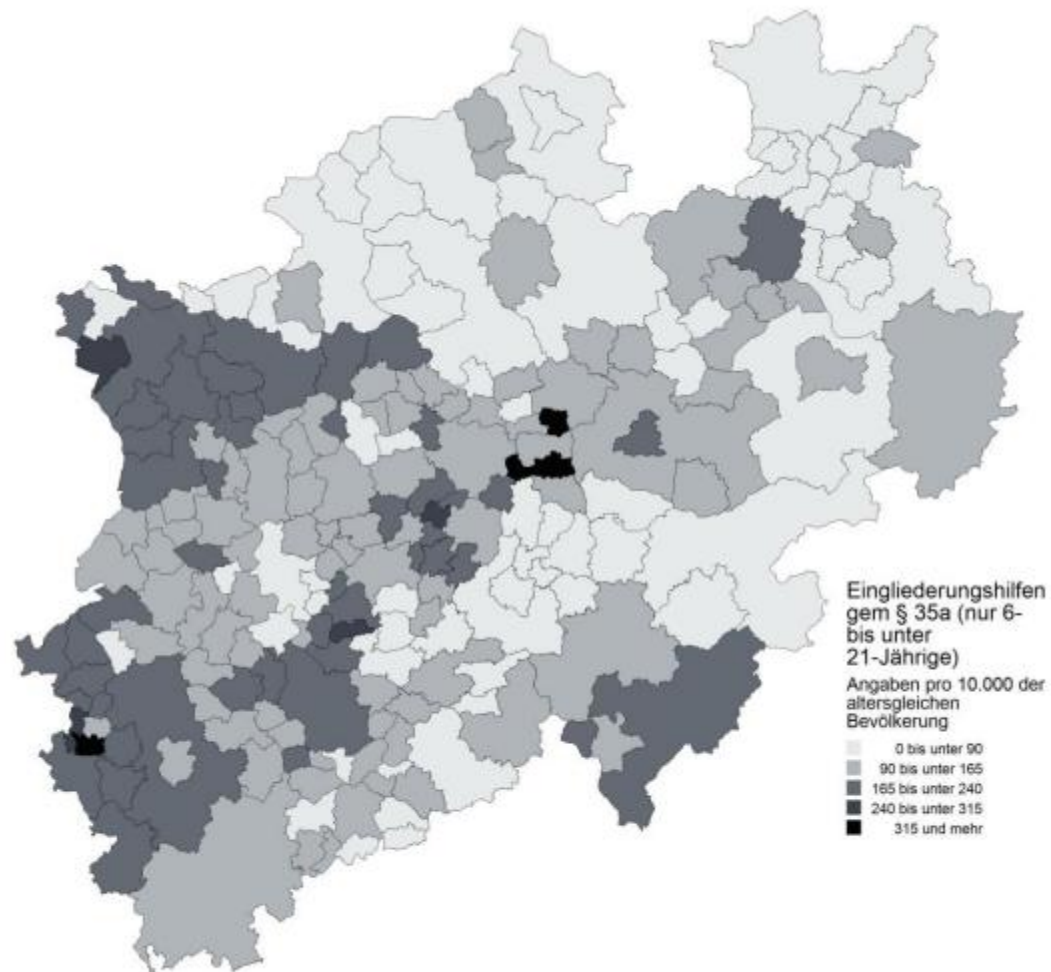 Eingliederungshilfen
gem § 35a (nur 6-
bis unter
21-Jährige)
Angaben pro 10.000 der
altersgleichen
Bevölkerung
0 bis unter 90
90 bis unter 165
165 bis unter 240
240 bis unter 315
315 und mehr